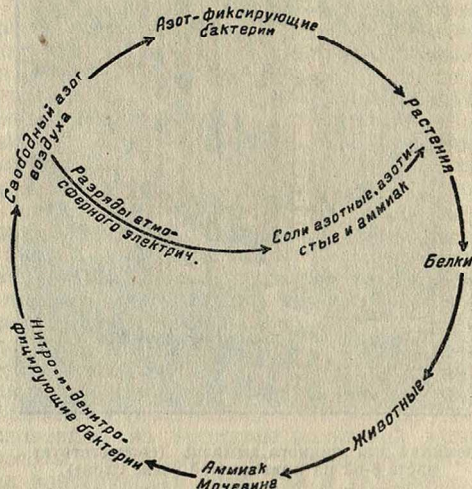 Азот-фиксирующие
бактерии
Растения
Белки
Животные
Аммиак
Мочевина
Нитро-и-денитро-
фицирующие бактерии
Свободный азот
воздуха
Разряды атмо-
сферного электрич.
Соли азотные, азоти-
стые и аммиак